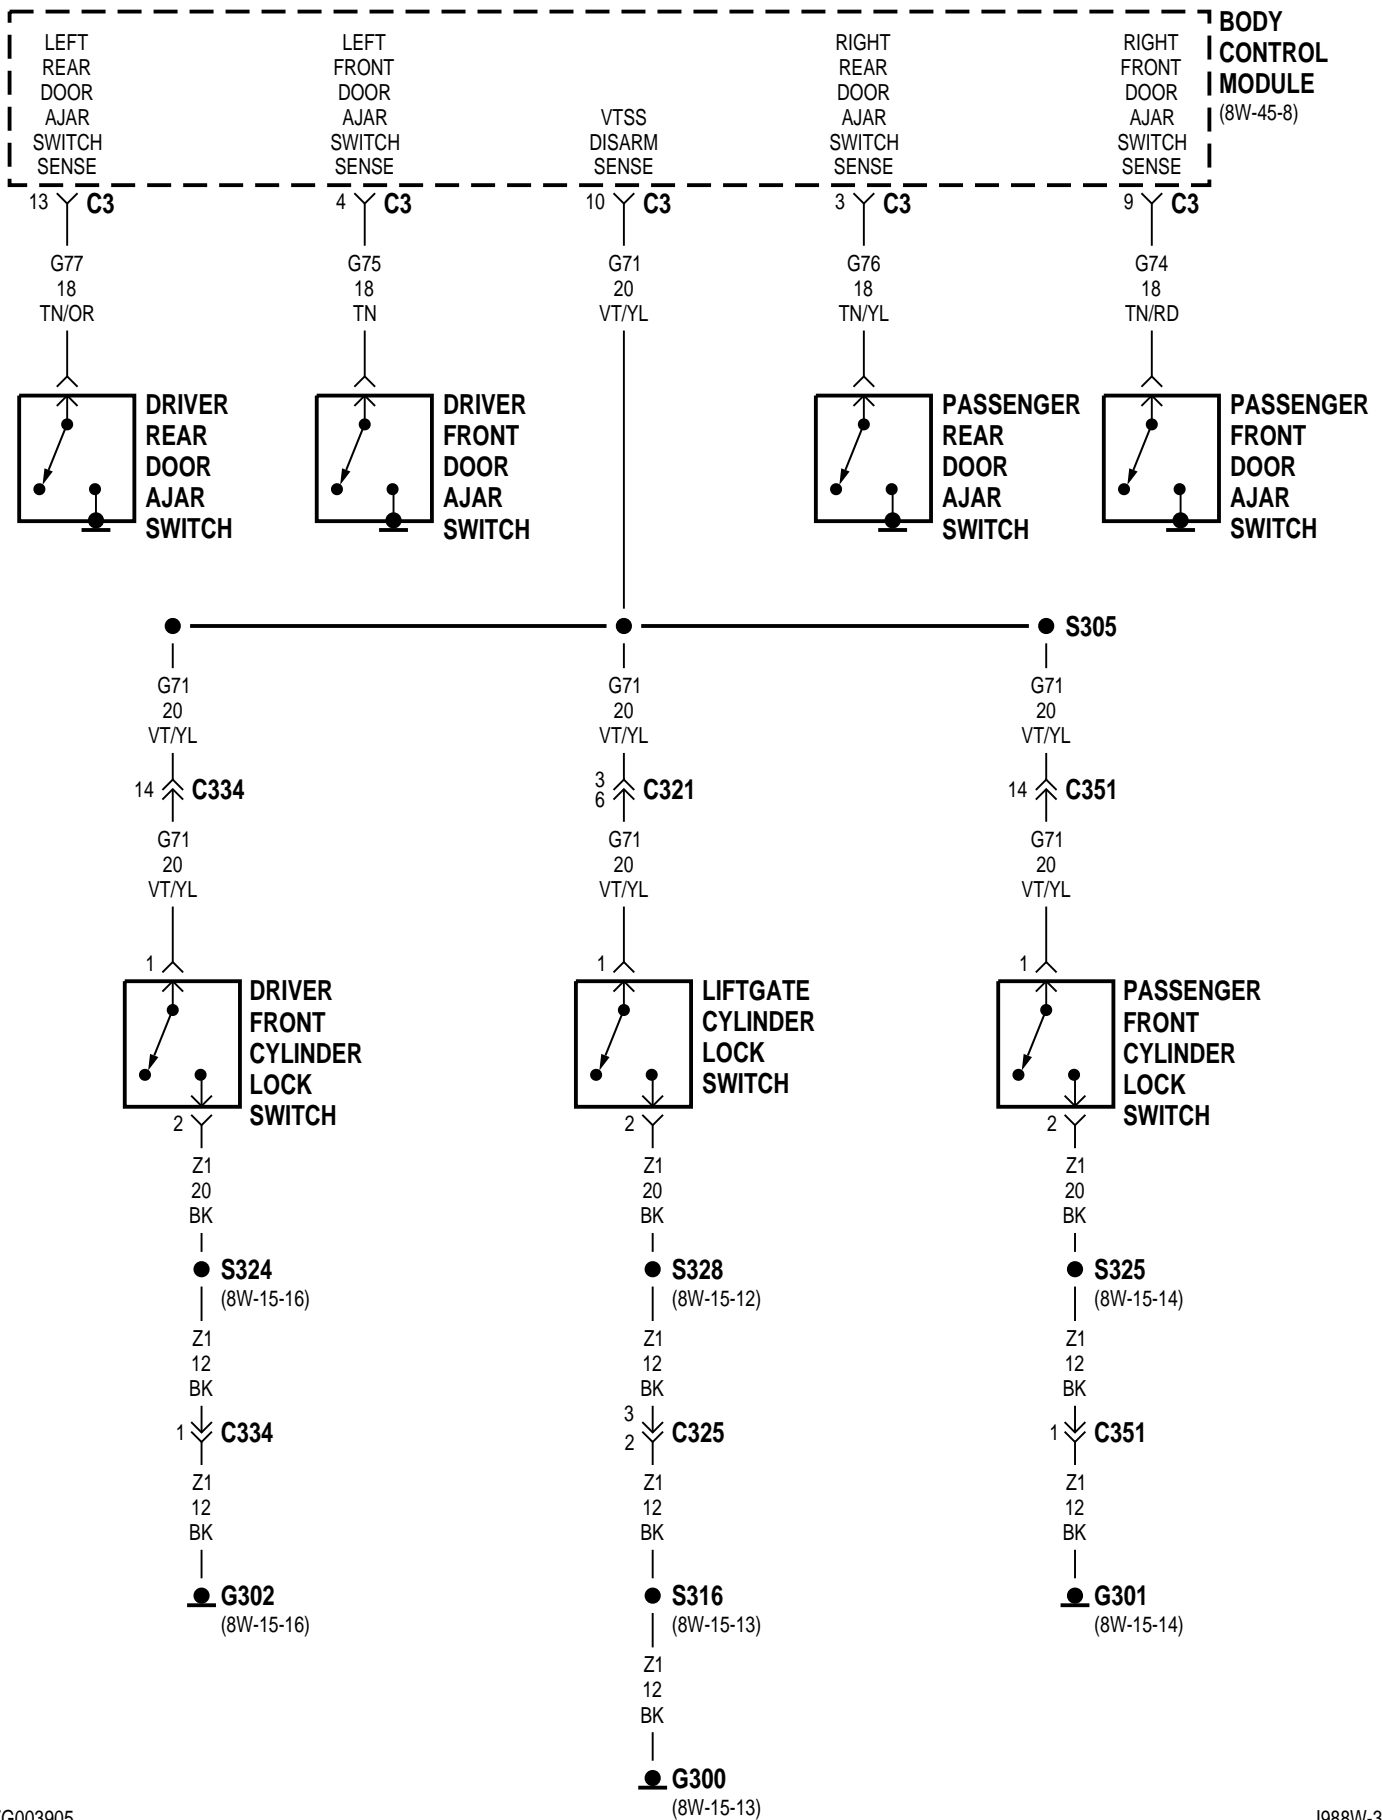 BODY
CONTROL
MODULE
(8W-45-8)
LEFT
REAR
DOOR
AJAR
SWITCH
SENSE
LEFT
FRONT
DOOR
AJAR
SWITCH
SENSE
VTSS
DISARM
SENSE
RIGHT
REAR
DOOR
AJAR
SWITCH
SENSE
RIGHT
FRONT
DOOR
AJAR
SWITCH
SENSE
13 C3
4 C3
10 C3
3 C3
9 C3
G77
18
TN/OR
G75
18
TN
G71
20
VT/YL
G76
18
TN/YL
G74
18
TN/RD
DRIVER
REAR
DOOR
AJAR
SWITCH
DRIVER
FRONT
DOOR
AJAR
SWITCH
PASSENGER
REAR
DOOR
AJAR
SWITCH
PASSENGER
FRONT
DOOR
AJAR
SWITCH
S305
G71
20
VT/YL
G71
20
VT/YL
G71
20
VT/YL
14 C334
3
6 C321
14 C351
G71
20
VT/YL
G71
20
VT/YL
G71
20
VT/YL
1
1
1
DRIVER
FRONT
CYLINDER
LOCK
SWITCH
LIFTGATE
CYLINDER
LOCK
SWITCH
PASSENGER
FRONT
CYLINDER
LOCK
SWITCH
2
2
2
Z1
20
BK
Z1
20
BK
Z1
20
BK
S324
(8W-15-16)
S328
(8W-15-12)
S325
(8W-15-14)
Z1
12
BK
Z1
12
BK
Z1
12
BK
1 C334
3
2 C325
1 C351
Z1
12
BK
Z1
12
BK
Z1
12
BK
G302
(8W-15-16)
S316
(8W-15-13)
G301
(8W-15-14)
Z1
12
BK
G300
(8W-15-13)
G003905
J988W-3